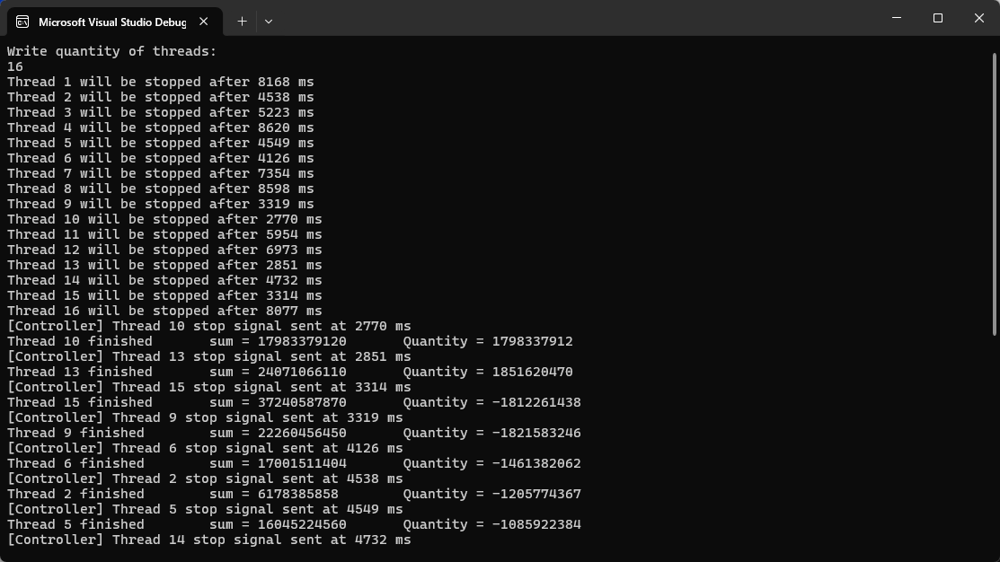 Microsoft Visual Studio Debug
Write quantity of threads:
16
Thread 1 will be stopped after 8168 ms
Thread 2 will be stopped after 4538 ms
Thread 3 will be stopped after 5223 ms
Thread 4 will be stopped after 8620 ms
Thread 5 will be stopped after 4549 ms
Thread 6 will be stopped after 4126 ms
Thread 7 will be stopped after 7354 ms
Thread 8 will be stopped after 8598 ms
Thread 9 will be stopped after 3319 ms
Thread 10 will be stopped after 2770 ms
Thread 11 will be stopped after 5954 ms
Thread 12 will be stopped after 6973 ms
Thread 13 will be stopped after 2851 ms
Thread 14 will be stopped after 4732 ms
Thread 15 will be stopped after 3314 ms
Thread 16 will be stopped after 8077 ms
[Controller] Thread 10 stop signal sent at 2770 ms
Thread 10 finished sum = 17983379120 Quantity = 1798337912
[Controller] Thread 13 stop signal sent at 2851 ms
Thread 13 finished sum = 24071066110 Quantity = 1851620470
[Controller] Thread 15 stop signal sent at 3314 ms
Thread 15 finished sum = 37240587870 Quantity = -1812261438
[Controller] Thread 9 stop signal sent at 3319 ms
Thread 9 finished sum = 22260456450 Quantity = -1821583246
[Controller] Thread 6 stop signal sent at 4126 ms
Thread 6 finished sum = 17001511404 Quantity = -1461382062
[Controller] Thread 2 stop signal sent at 4538 ms
Thread 2 finished sum = 6178385858 Quantity = -1205774367
[Controller] Thread 5 stop signal sent at 4549 ms
Thread 5 finished sum = 16045224560 Quantity = -1085922384
[Controller] Thread 14 stop signal sent at 4732 ms